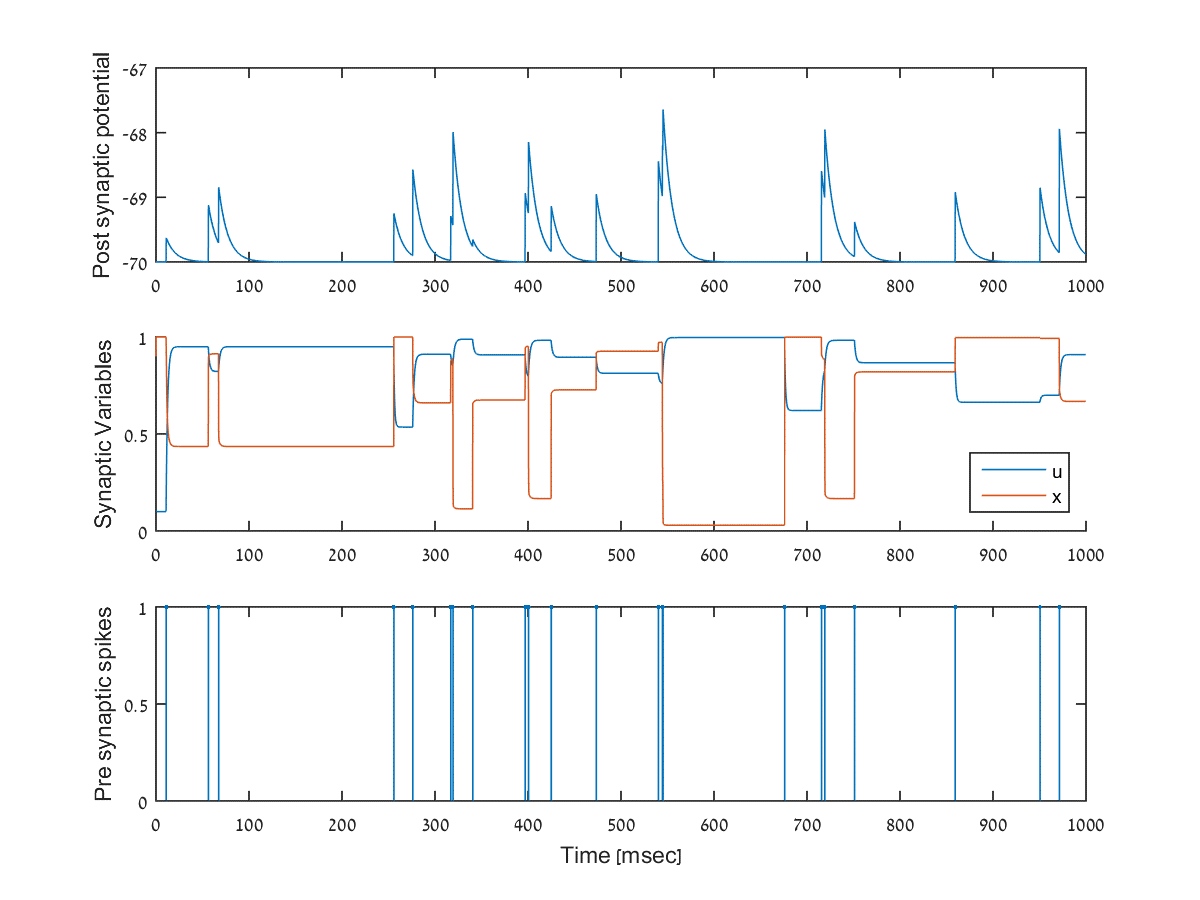 Post synaptic potential
-67
-68
-69
-70
0 100 200 300 400 500 600 700 800 900 1000
Synaptic Variables
1
0.5
0
u
x
0 100 200 300 400 500 600 700 800 900 1000
Pre synaptic spikes
1
0.5
0
0 100 200 300 400 500 600 700 800 900 1000
Time [msec]